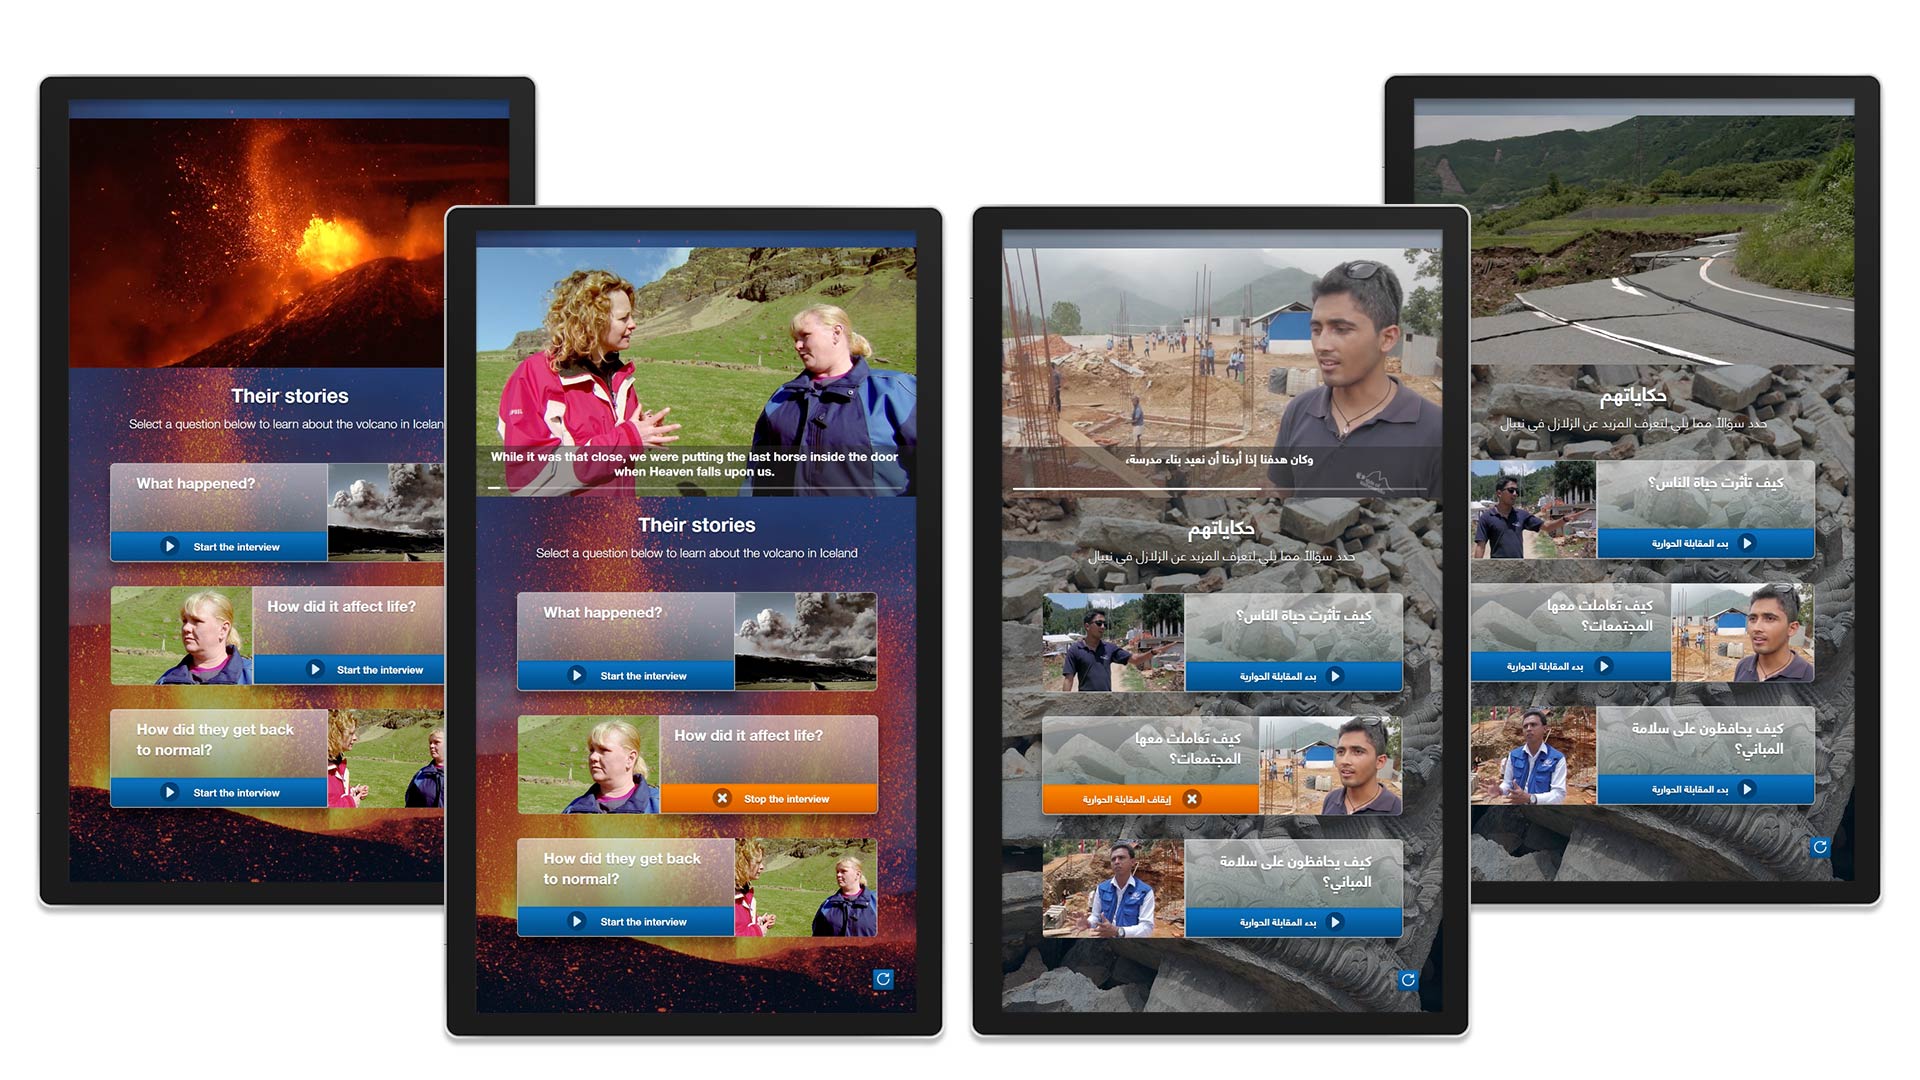 Their stories
Select a question below to learn about the volcano in Icelan
What happened?
Start the interview
How did it affect life?
Start the interview
How did they get back
to normal?
Start the interview
While it was that close, we were putting the last horse inside the door
when Heaven falls upon us.
Their stories
Select a question below to learn about the volcano in Iceland
What happened?
Start the interview
How did it affect life?
Stop the interview
How did they get back
to normal?
Start the interview
وكان هدفنا إذا أردنا أن نعيد بناء مدرسة،
حكاياتهم
حدد سؤالاً مما يلي لتعرف المزيد عن الزلازل في نيبال
كيف تأثرت حياة الناس؟
بدء المقابلة الحوارية
كيف تعاملت معها
المجتمعات؟
إيقاف المقابلة الحوارية
كيف يحافظون على سلامة
المباني؟
بدء المقابلة الحوارية
حكاياتهم
حدد سؤالاً مما يلي لتعرف المزيد عن الزلازل في نيبال
كيف تأثرت حياة الناس؟
بدء المقابلة الحوارية
كيف تعاملت معها
المجتمعات؟
بدء المقابلة الحوارية
كيف يحافظون على سلامة
المباني؟
بدء المقابلة الحوارية